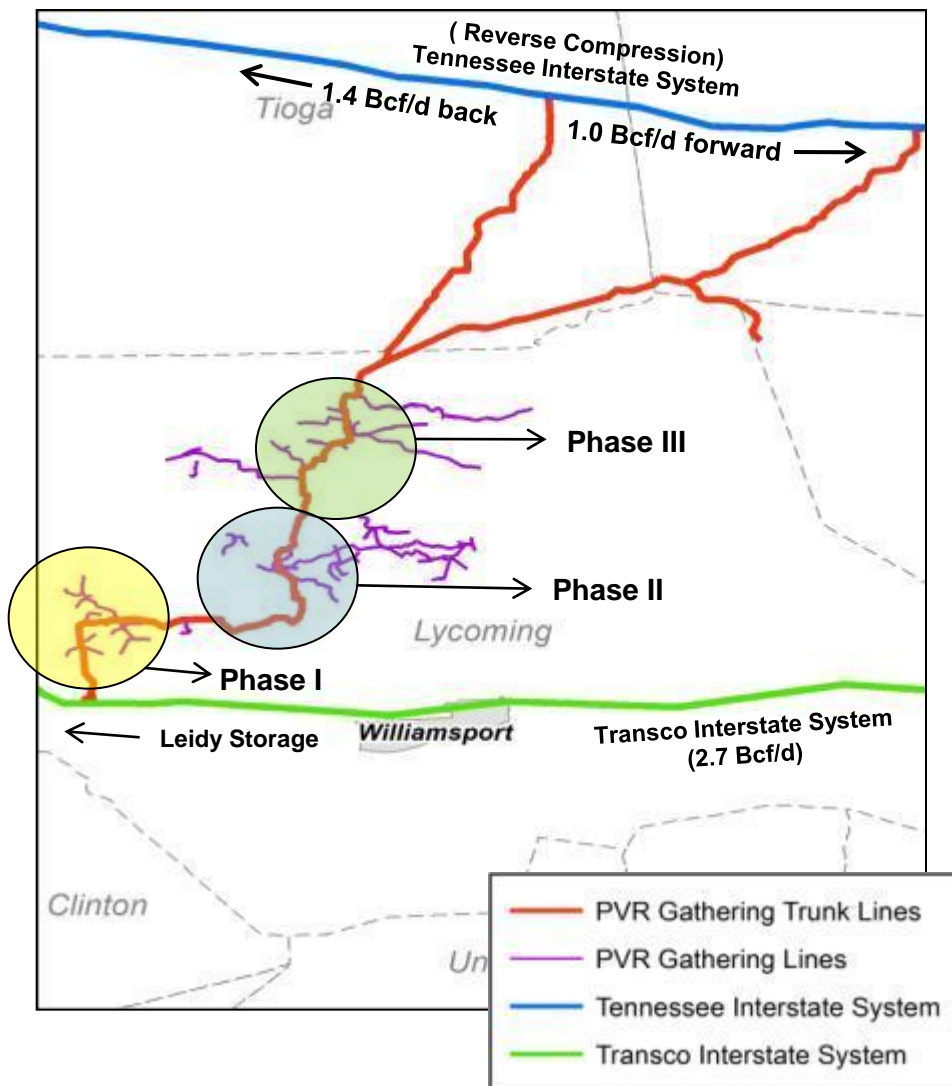 ( Reverse Compression)
Tennessee Interstate System
1.4 Bcf/d back
Tioga
1.0 Bcf/d forward
Phase III
Phase II
Lycoming
Phase I
Leidy Storage
Williamsport
Transco Interstate System
(2.7 Bcf/d)
Clinton
Un
PVR Gathering Trunk Lines
PVR Gathering Lines
Tennessee Interstate System
Transco Interstate System